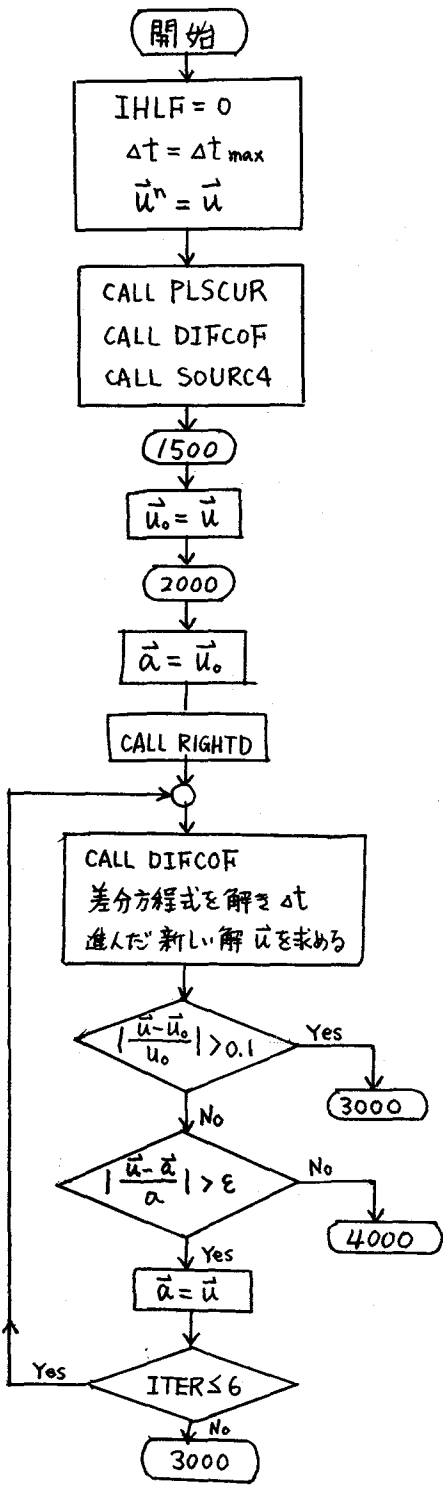 開始
IHLF = 0
Δt = Δt max
u⃗ⁿ = u⃗
CALL PLSCUR
CALL DIFCOF
CALL SOURC4
1500
u⃗₀ = u⃗
2000
a⃗ = u⃗₀
CALL RIGHTD
CALL DIFCOF
差分方程式を解き Δt
進んだ新しい解 u⃗ を求める
|(u⃗-u⃗₀)/u₀| > 0.1
Yes
3000
No
|(u⃗-a⃗)/a| > ε
No
4000
Yes
a⃗ = u⃗
ITER ≤ 6
Yes
No
3000